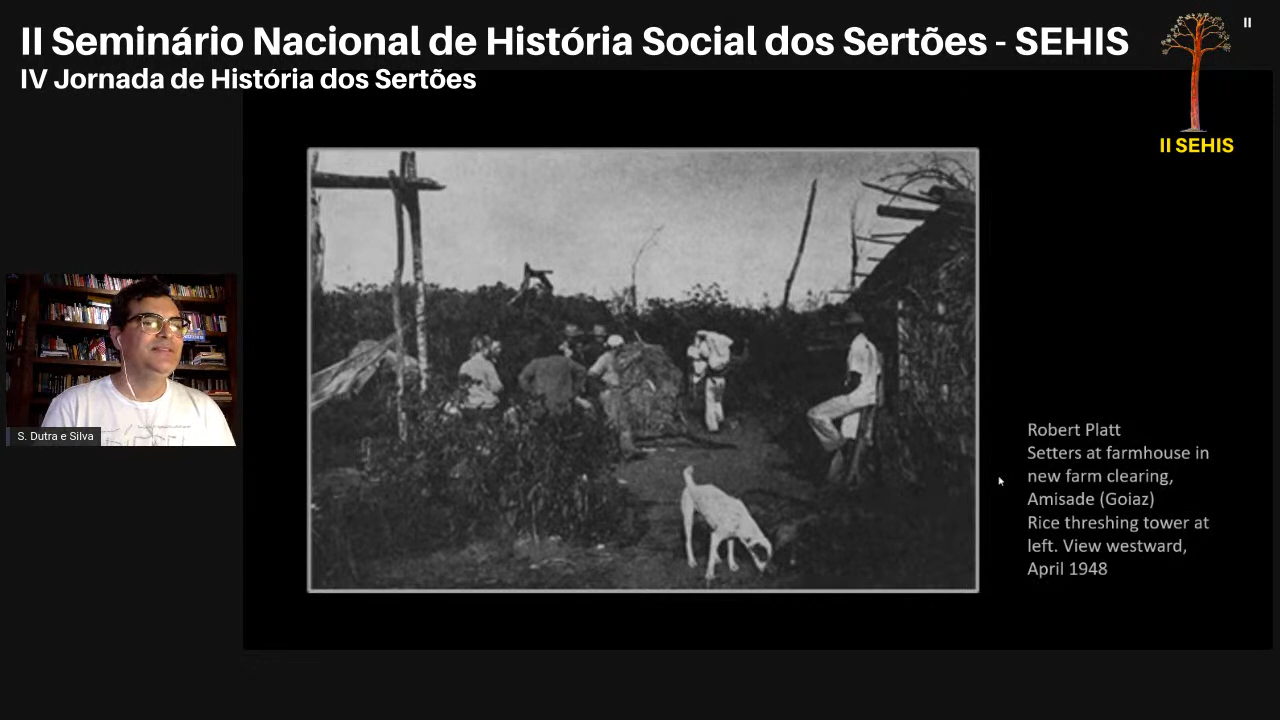 II Seminário Nacional de História Social dos Sertões - SEHIS
IV Jornada de História dos Sertões
II
II SEHIS
S. Dutra e Silva
Robert Platt
Setters at farmhouse in
new farm clearing,
Amisade (Goiaz)
Rice threshing tower at
left. View westward,
April 1948